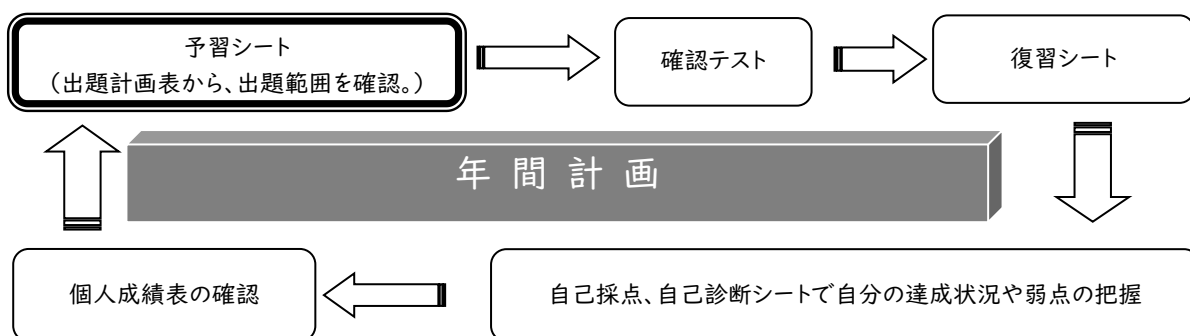 予習シート
（出題計画表から、出題範囲を確認。）
確認テスト
復習シート
年間計画
個人成績表の確認
自己採点、自己診断シートで自分の達成状況や弱点の把握